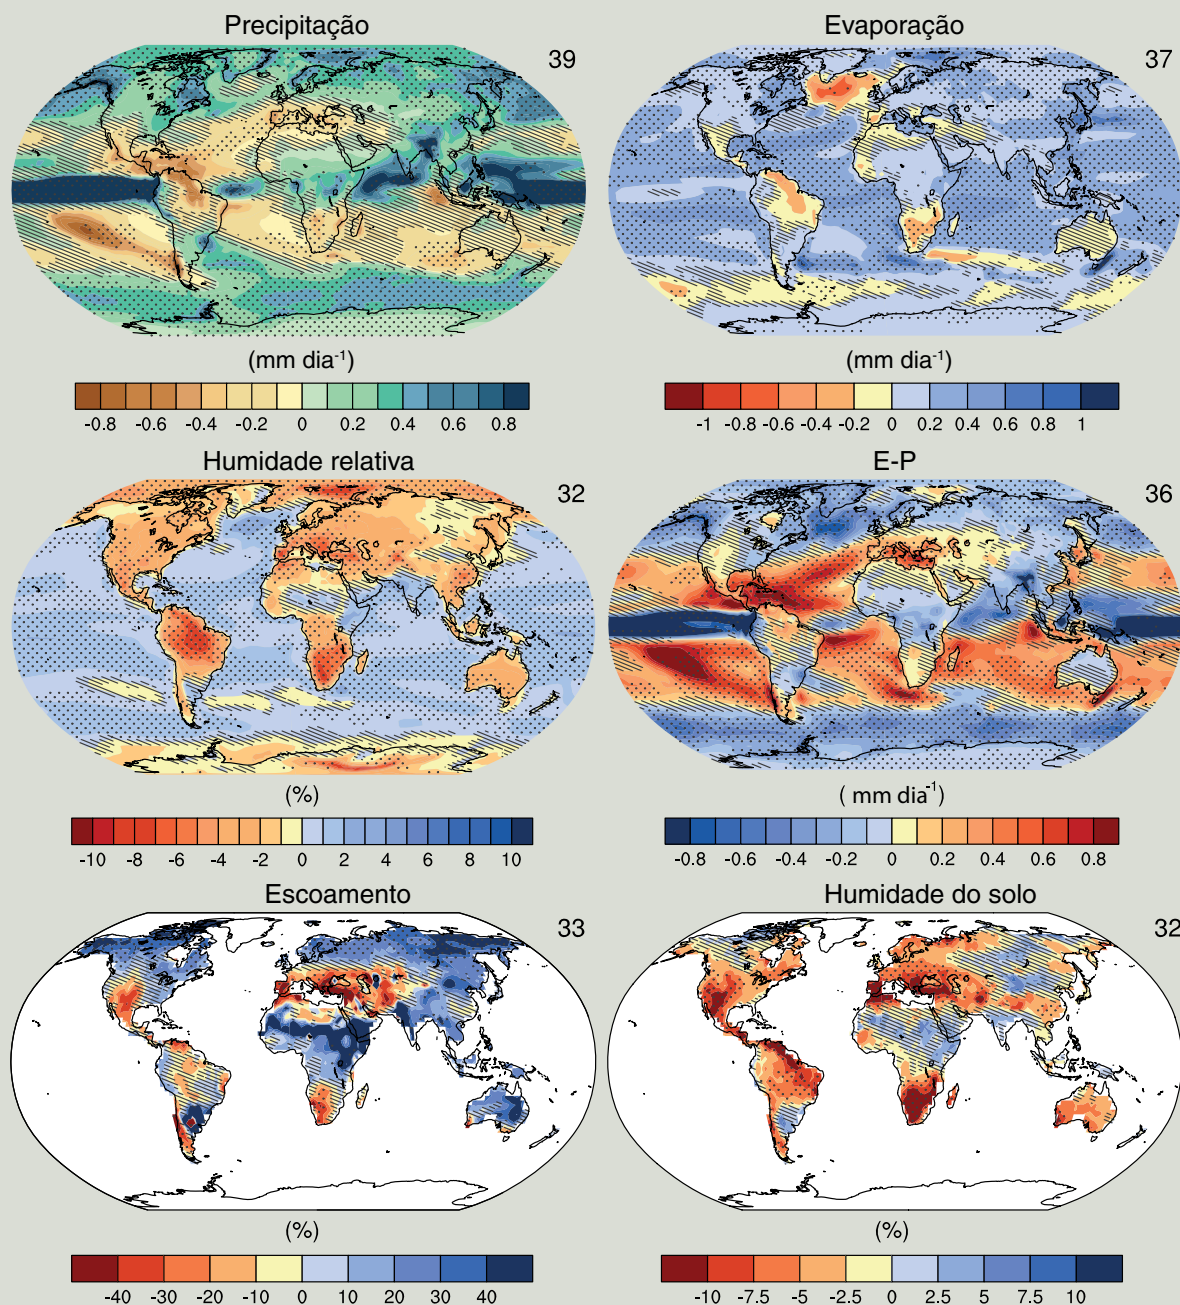 Precipitação
39
(mm dia⁻¹)
-0.8 -0.6 -0.4 -0.2 0 0.2 0.4 0.6 0.8
Evaporação
37
(mm dia⁻¹)
-1 -0.8 -0.6 -0.4 -0.2 0 0.2 0.4 0.6 0.8 1
Humidade relativa
32
(%)
-10 -8 -6 -4 -2 0 2 4 6 8 10
E-P
36
( mm dia⁻¹)
-0.8 -0.6 -0.4 -0.2 0 0.2 0.4 0.6 0.8
Escoamento
33
(%)
-40 -30 -20 -10 0 10 20 30 40
Humidade do solo
32
(%)
-10 -7.5 -5 -2.5 0 2.5 5 7.5 10